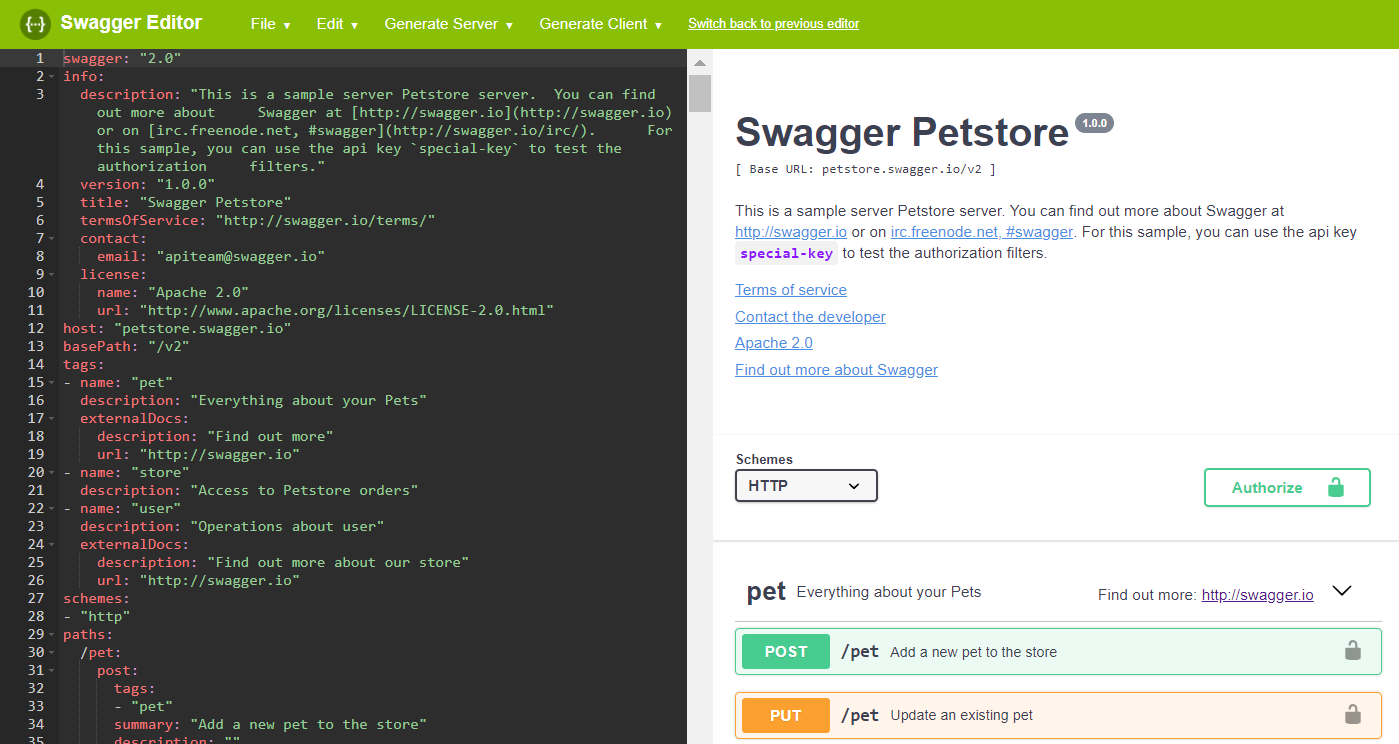 {···} Swagger Editor File ▾ Edit ▾ Generate Server ▾ Generate Client ▾ Switch back to previous editor
1 swagger: "2.0"
2 info:
3 description: "This is a sample server Petstore server.  You can find
out more about     Swagger at [http://swagger.io](http://swagger.io)
or on [irc.freenode.net, #swagger](http://swagger.io/irc/).      For
this sample, you can use the api key `special-key` to test the
authorization     filters."
4 version: "1.0.0"
5 title: "Swagger Petstore"
6 termsOfService: "http://swagger.io/terms/"
7 contact:
8 email: "apiteam@swagger.io"
9 license:
10 name: "Apache 2.0"
11 url: "http://www.apache.org/licenses/LICENSE-2.0.html"
12 host: "petstore.swagger.io"
13 basePath: "/v2"
14 tags:
15 - name: "pet"
16 description: "Everything about your Pets"
17 externalDocs:
18 description: "Find out more"
19 url: "http://swagger.io"
20 - name: "store"
21 description: "Access to Petstore orders"
22 - name: "user"
23 description: "Operations about user"
24 externalDocs:
25 description: "Find out more about our store"
26 url: "http://swagger.io"
27 schemes:
28 - "http"
29 paths:
30 /pet:
31 post:
32 tags:
33 - "pet"
34 summary: "Add a new pet to the store"
35 description: ""
Swagger Petstore 1.0.0
[ Base URL: petstore.swagger.io/v2 ]
This is a sample server Petstore server. You can find out more about Swagger at
http://swagger.io or on irc.freenode.net, #swagger. For this sample, you can use the api key
special-key to test the authorization filters.
Terms of service
Contact the developer
Apache 2.0
Find out more about Swagger
Schemes
HTTP
Authorize
pet Everything about your Pets Find out more: http://swagger.io
POST /pet Add a new pet to the store
PUT /pet Update an existing pet